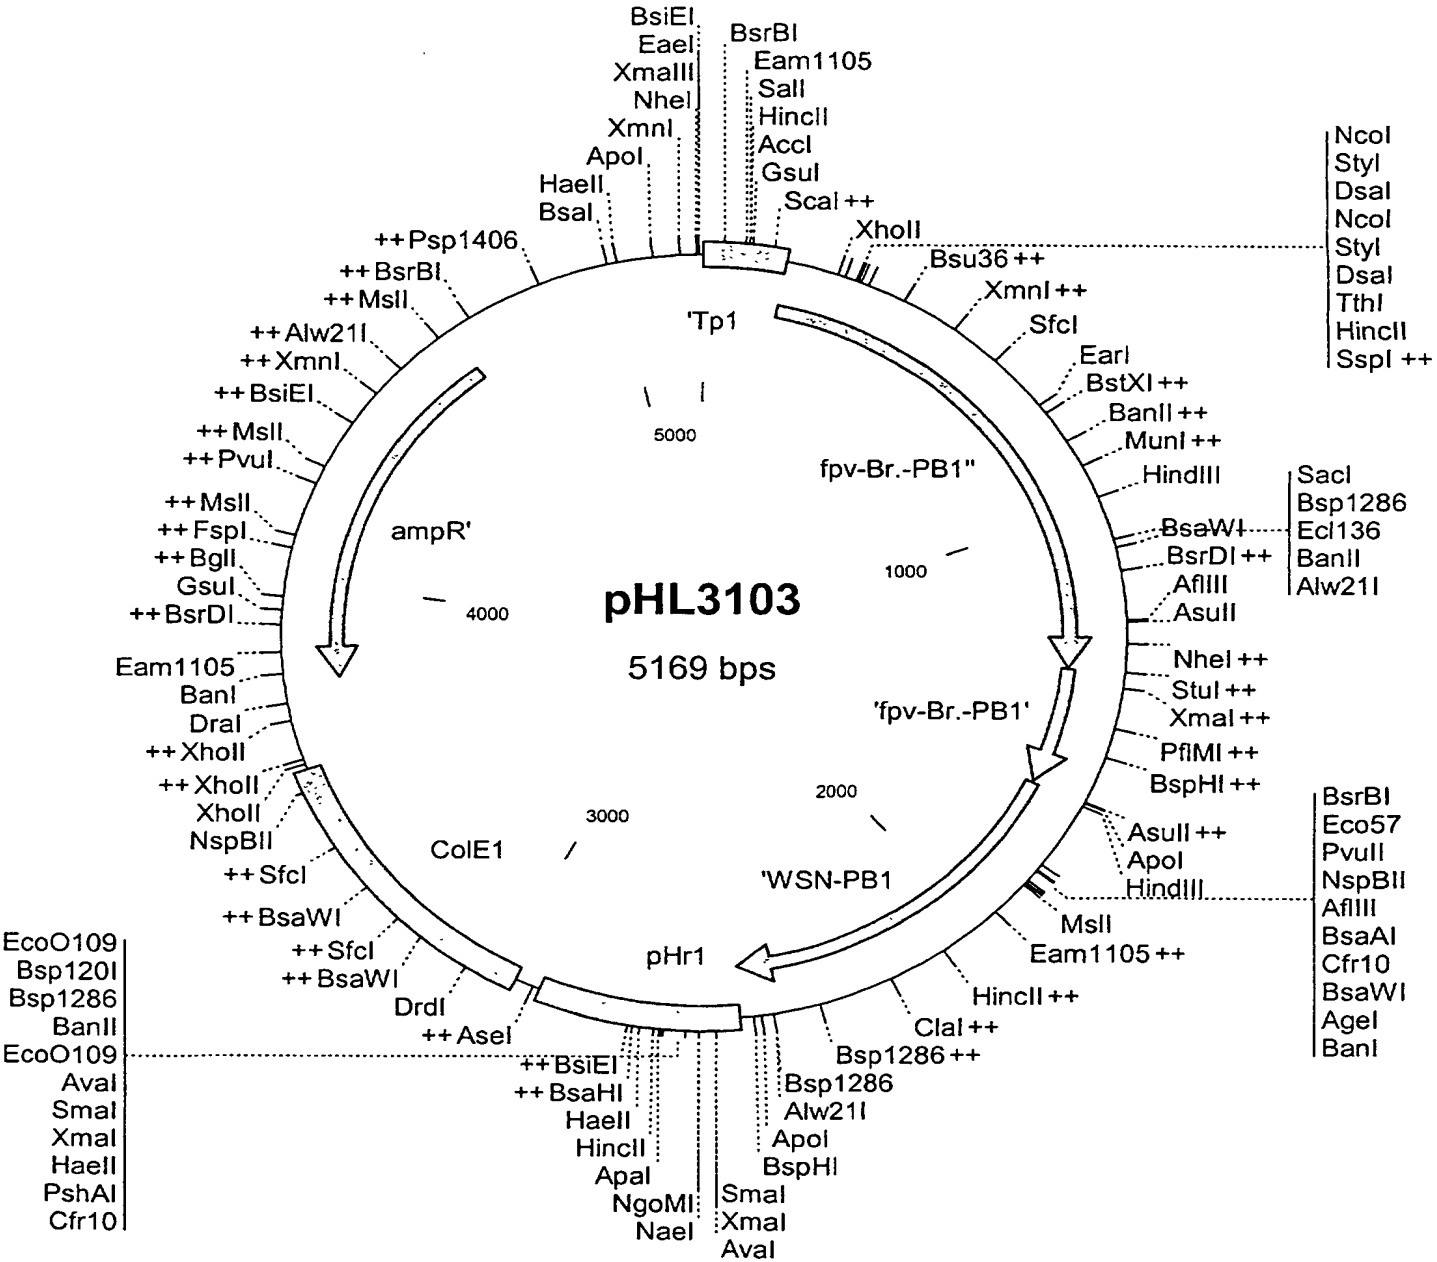 BsiEI
EaeI
XmaIII
NheI
XmnI
ApoI
HaeII
BsaI
++Psp1406
++BsrBI
++MslI
++Alw21I
++XmnI
++BsiEI
++MslI
++PvuI
++MslI
++FspI
++BglI
GsuI
++BsrDI
Eam1105
BanI
DraI
++XhoII
++XhoII
XhoII
NspBII
++SfcI
++BsaWI
++SfcI
++BsaWI
DrdI
++AseI
EcoO109
Bsp120I
Bsp1286
BanII
EcoO109
AvaI
SmaI
XmaI
HaeII
PshAI
Cfr10
++BsiEI
++BsaHI
HaeII
HincII
ApaI
NgoMI
NaeI
BsrBI
Eam1105
SalI
HincII
AccI
GsuI
ScaI++
XhoII
NcoI
StyI
DsaI
NcoI
StyI
DsaI
TthI
HincII
SspI++
Bsu36++
XmnI++
SfcI
EarI
BstXI++
BanII++
MunI++
HindIII
BsaWI
SacI
Bsp1286
Ecl136
BanII
Alw21I
BsrDI++
AflIII
AsuII
NheI++
StuI++
XmaI++
PflMI++
BspHI++
AsuII++
ApoI
HindIII
BsrBI
Eco57
PvuII
NspBII
AflIII
BsaAI
Cfr10
BsaWI
AgeI
BanI
MslI
Eam1105++
HincII++
ClaI++
Bsp1286++
Bsp1286
Alw21I
ApoI
BspHI
SmaI
XmaI
AvaI
'Tp1
5000
fpv-Br.-PB1''
1000
ampR'
4000
pHL3103
5169 bps
'fpv-Br.-PB1'
2000
3000
ColE1
'WSN-PB1
pHr1